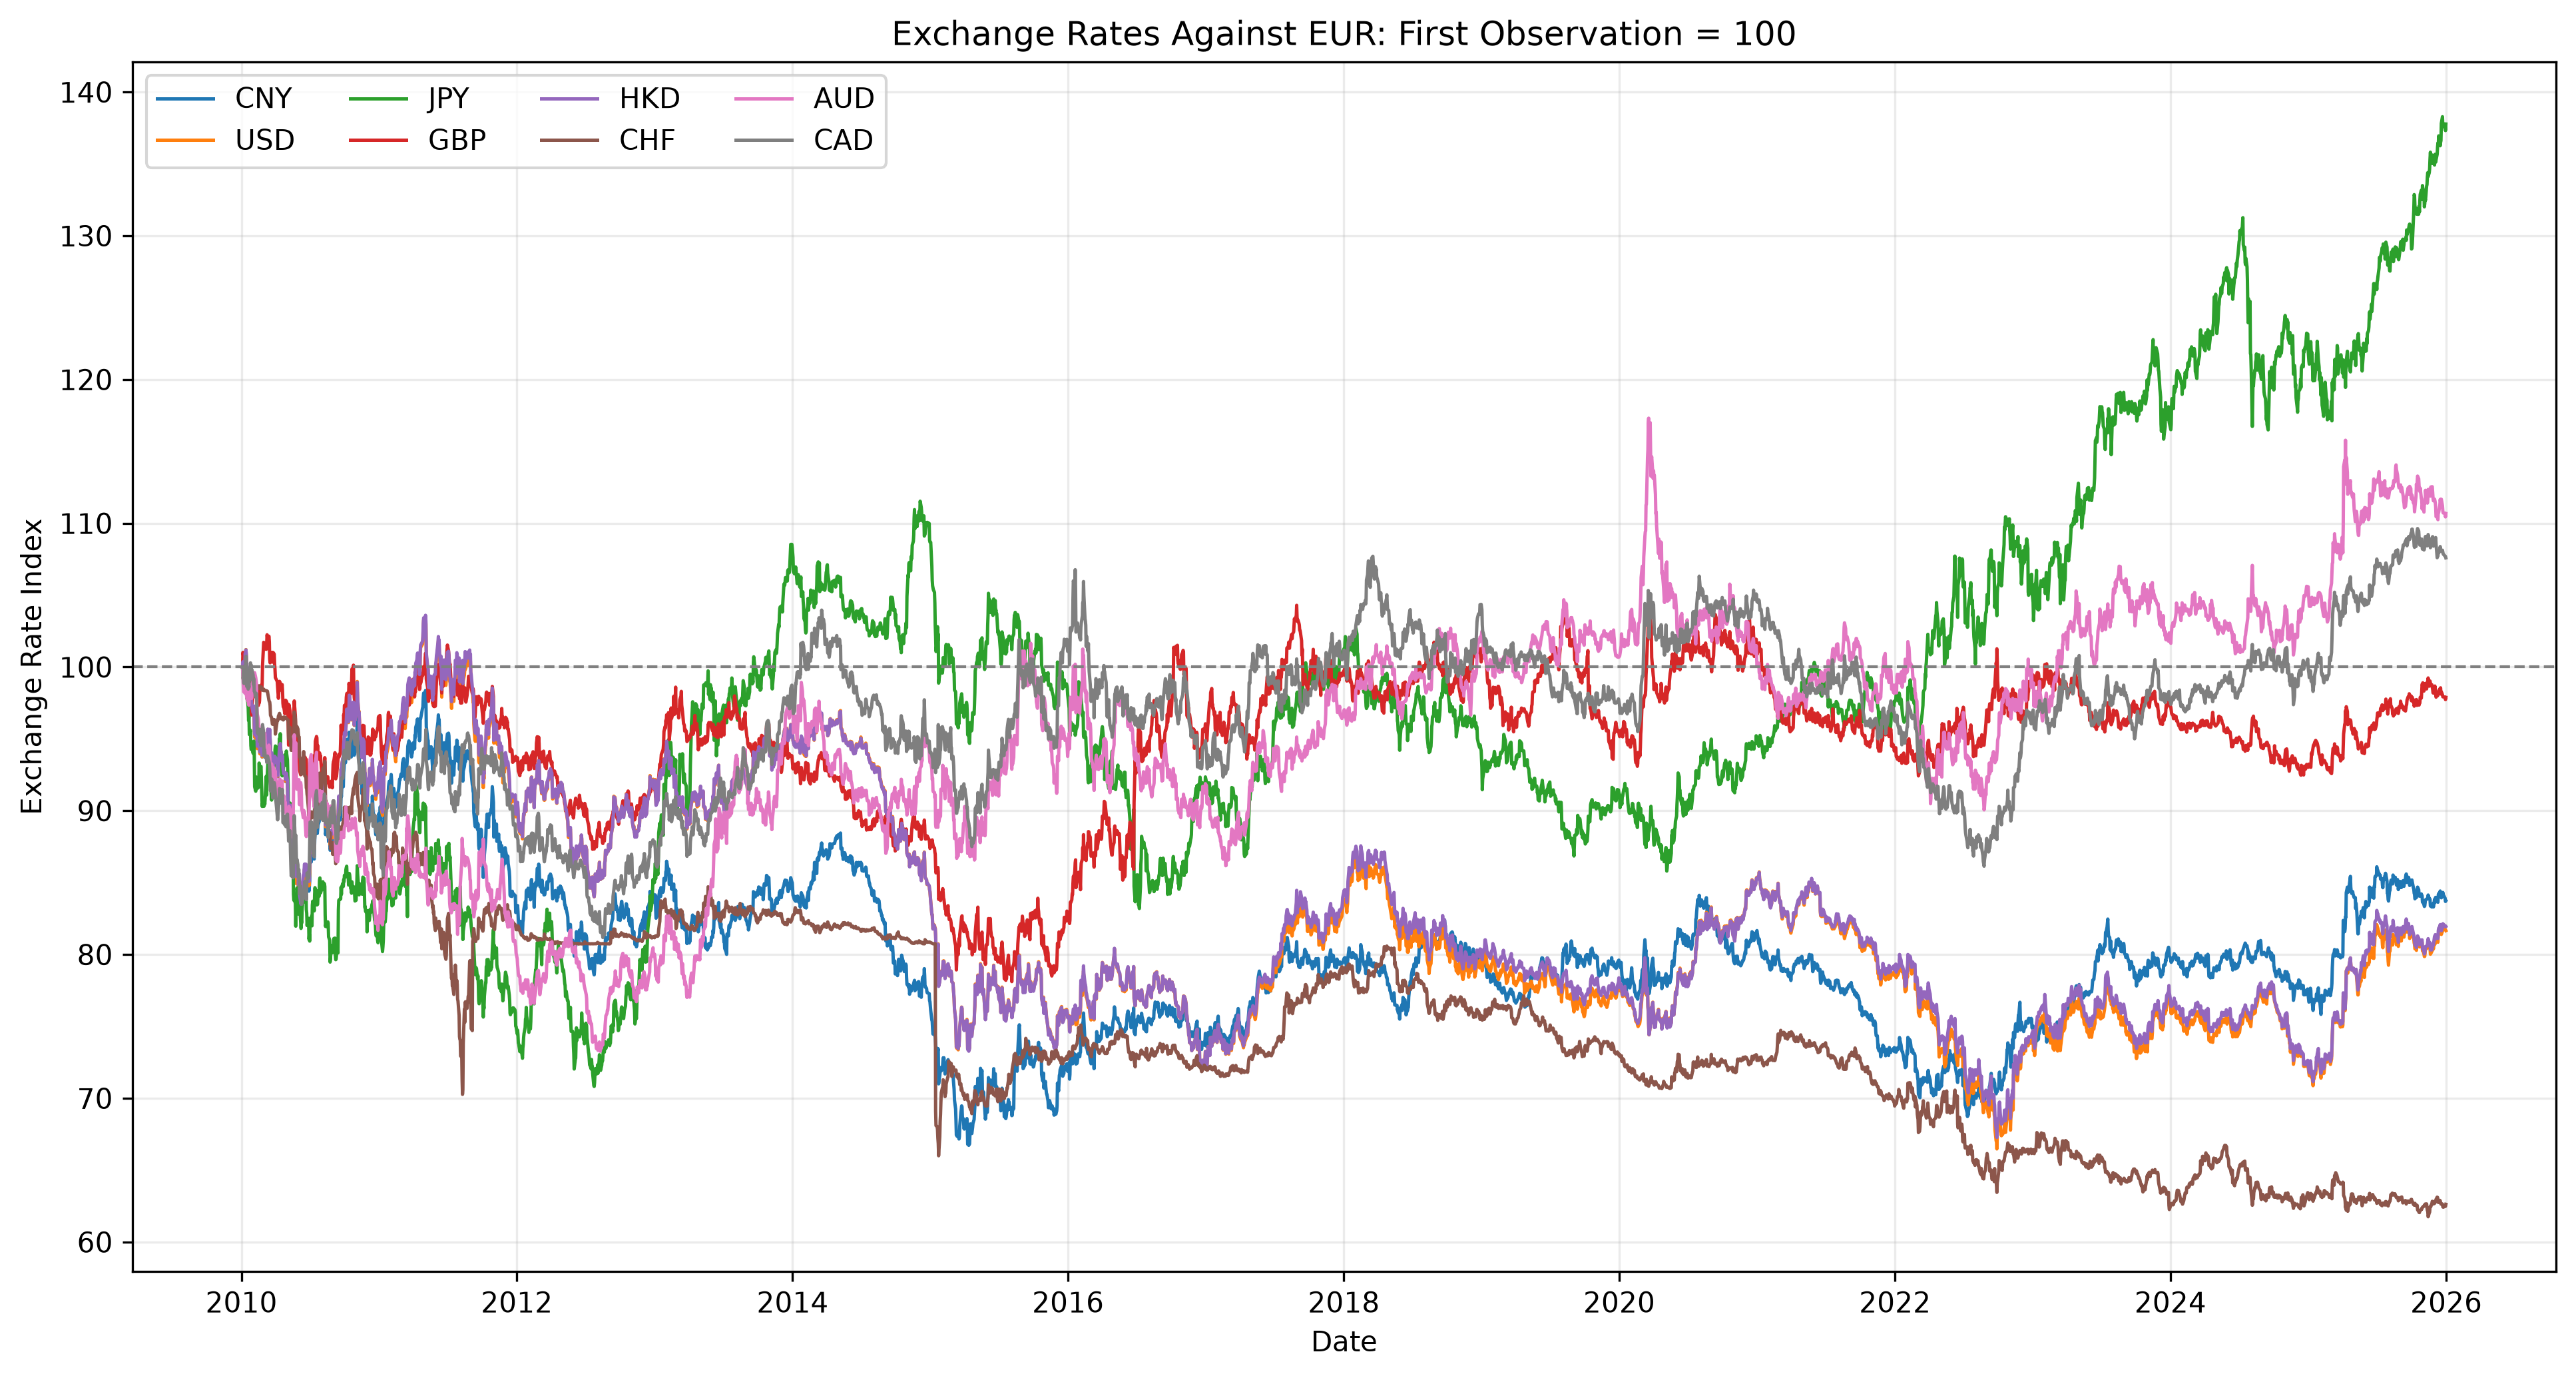 Exchange Rates Against EUR: First Observation = 100
CNY JPY HKD AUD
USD GBP CHF CAD
Exchange Rate Index
140
130
120
110
100
90
80
70
60
2010 2012 2014 2016 2018 2020 2022 2024 2026
Date